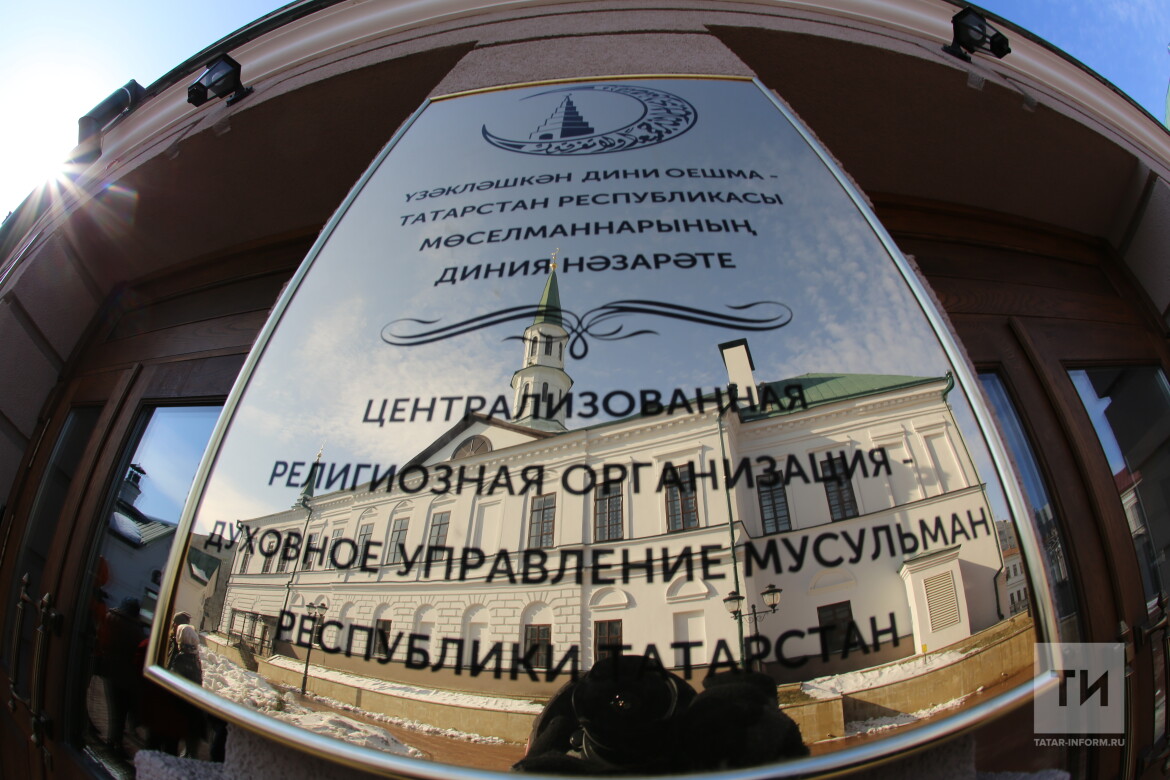 ҮЗӘКЛӘШКӘН ДИНИ ОЕШМА -
ТАТАРСТАН РЕСПУБЛИКАСЫ
МӨСЕЛМАННАРЫНЫҢ
ДИНИЯ НӘЗАРӘТЕ
ЦЕНТРАЛИЗОВАННАЯ
РЕЛИГИОЗНАЯ ОРГАНИЗАЦИЯ -
ДУХОВНОЕ УПРАВЛЕНИЕ МУСУЛЬМАН
РЕСПУБЛИКИ ТАТАРСТАН
ТИ
TATAR-INFORM.RU